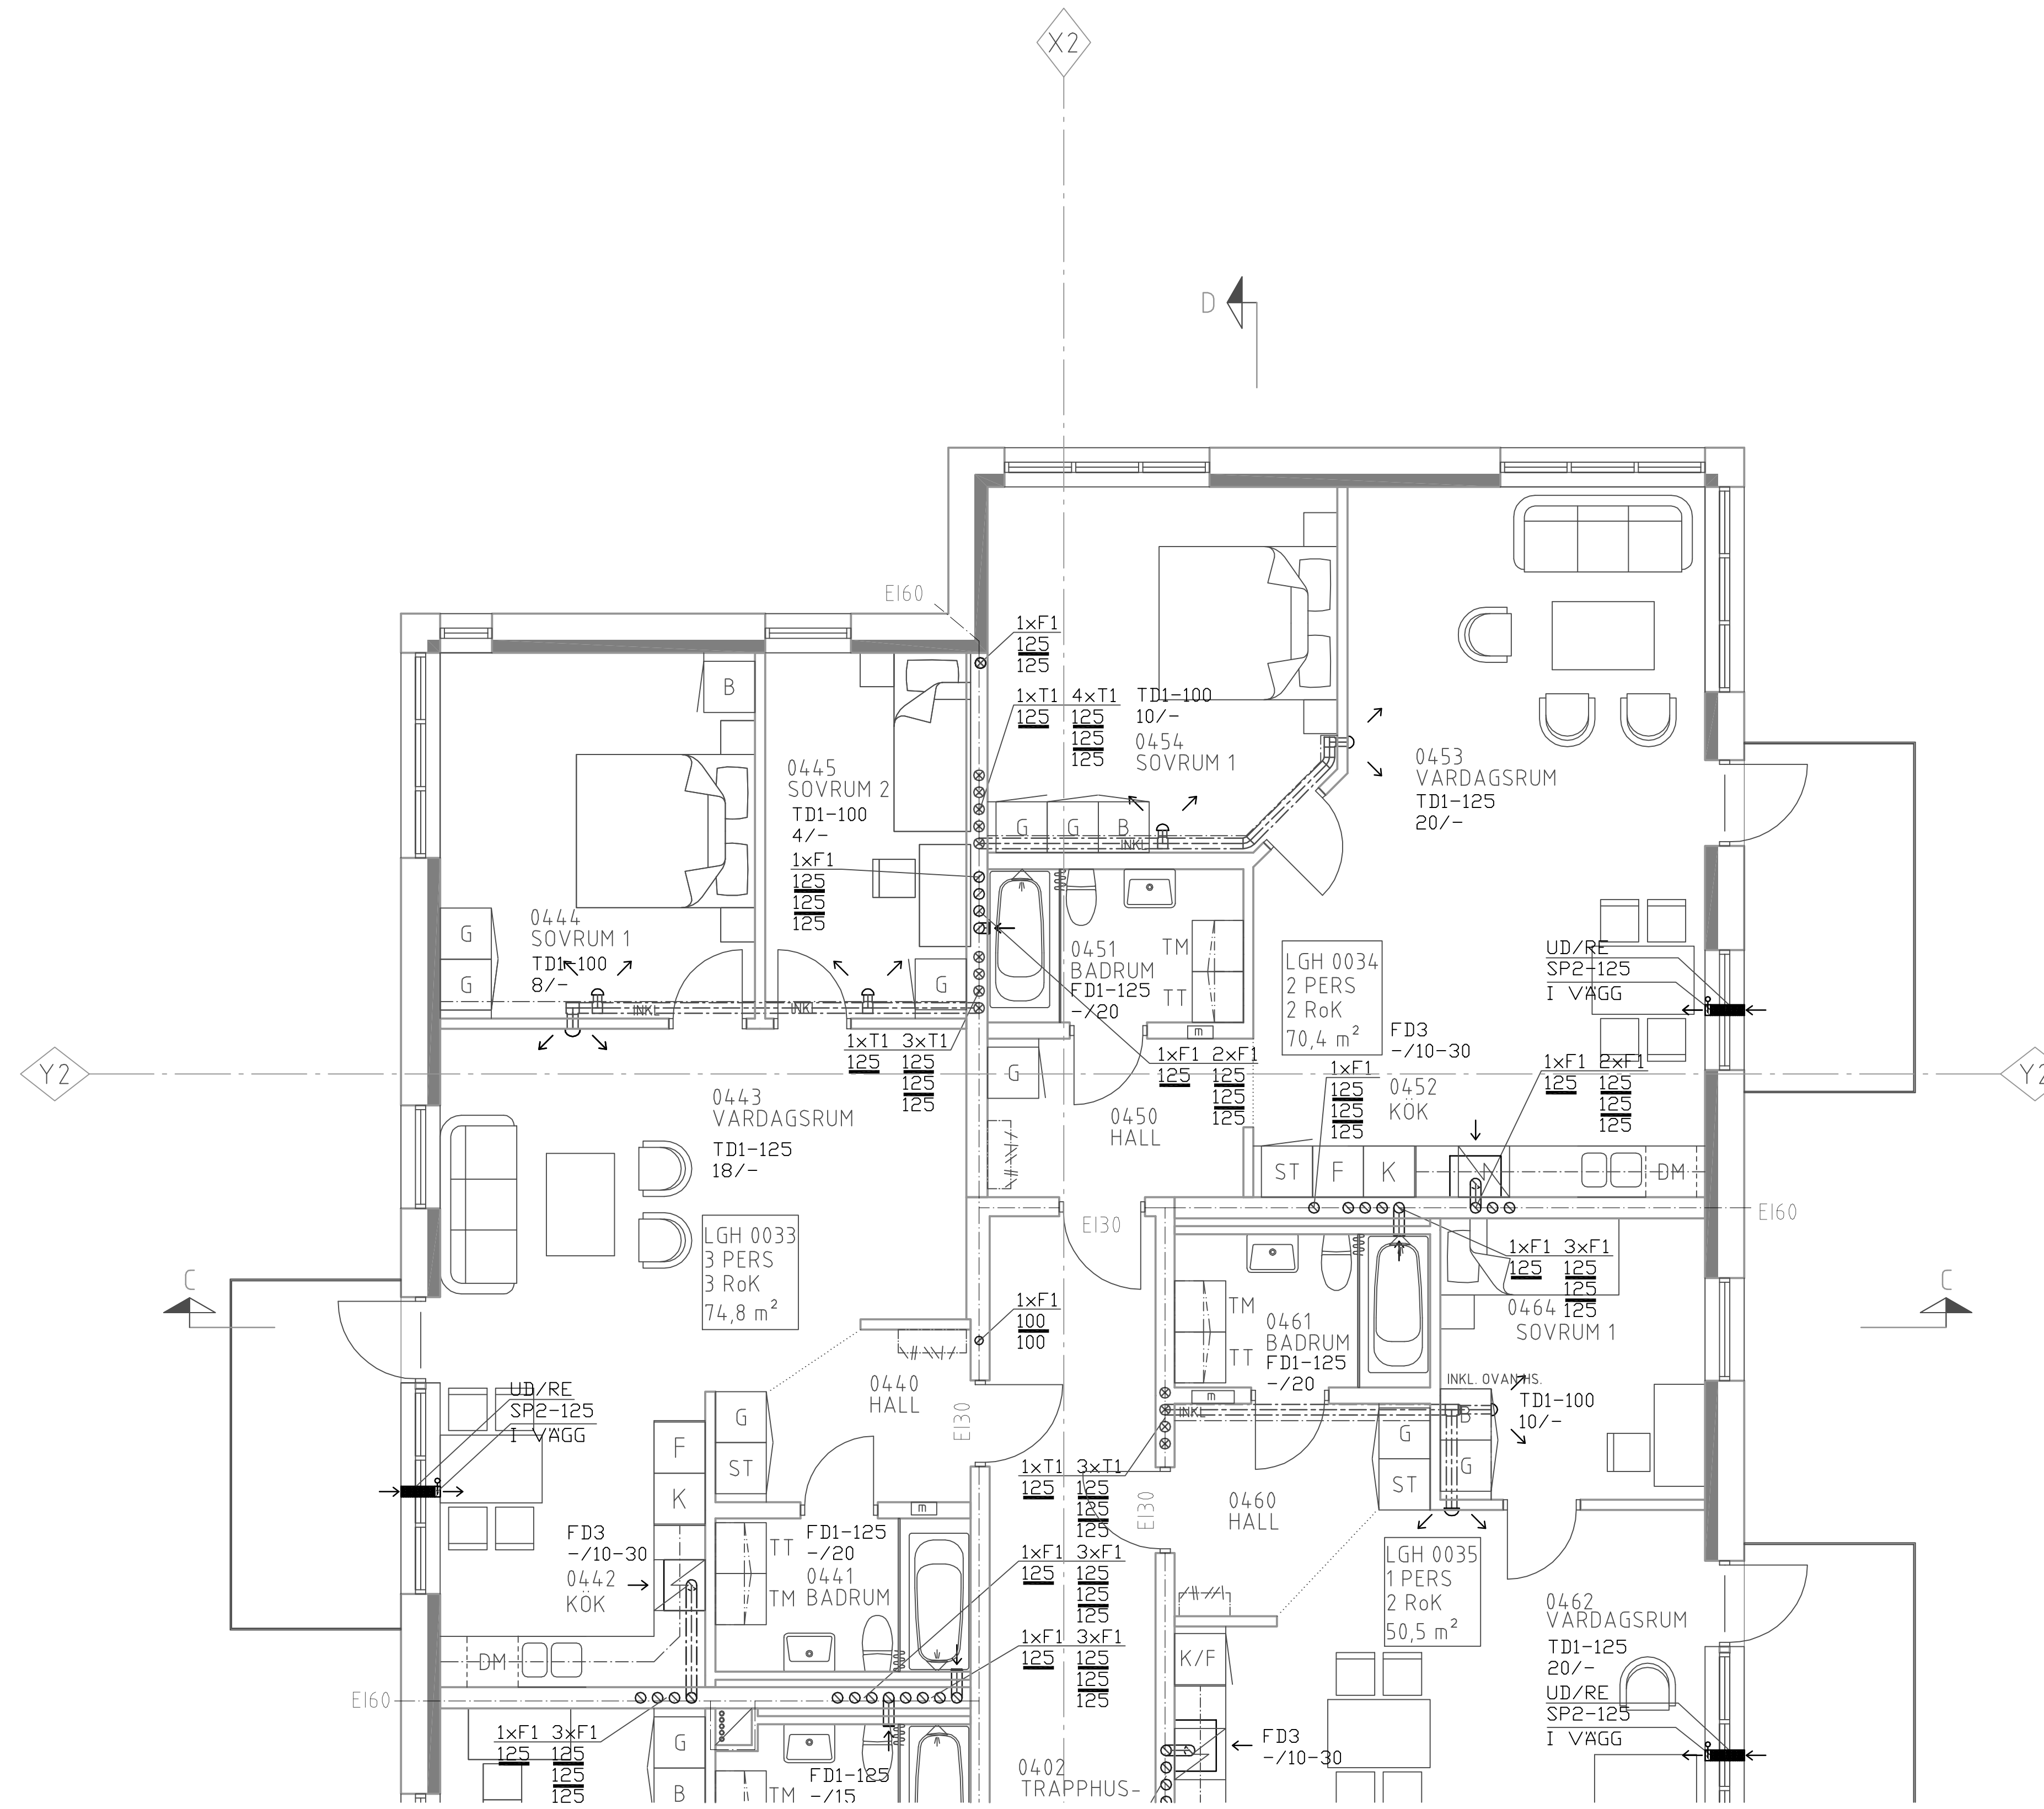 X2
D
EI60
1xF1
125
125
1xT1 4xT1
125 125
125
125
TD1-100
10/-
0454
SOVRUM 1
0453
VARDAGSRUM
TD1-125
20/-
B
0445
SOVRUM 2
TD1-100
4/-
1xF1
125
125
125
G G B
INKL
0444
SOVRUM 1
TD1-100
8/-
G
G
G
INKL
INKL
0451
BADRUM
FD1-125
-/20
TM
TT
m
LGH 0034
2 PERS
2 RoK
70,4 m²
UD/RE
SP2-125
I VÄGG
FD3
-/10-30
1xT1 3xT1
125 125
125
125
1xF1 2xF1
125 125
125
125
1xF1
125
125
125
0452
KÖK
1xF1 2xF1
125 125
125
125
Y2
Y2
G
0443
VARDAGSRUM
TD1-125
18/-
0450
HALL
ST F K
DM
EI30
EI60
LGH 0033
3 PERS
3 RoK
74,8 m²
C
C
1xF1
100
100
TM
TT
0461
BADRUM
FD1-125
-/20
m
1xF1 3xF1
125 125
125
125
0464
SOVRUM 1
INKL. OVAN HS.
TD1-100
10/-
INKL
B
G
G
ST
0440
HALL
EI30
UD/RE
SP2-125
I VÄGG
G
ST
F
K
1xT1 3xT1
125 125
125
125
EI30
0460
HALL
m
FD3
-/10-30
0442
KÖK
TT
TM
FD1-125
-/20
0441
BADRUM
1xF1 3xF1
125 125
125
125
LGH 0035
1 PERS
2 RoK
50,5 m²
0462
VARDAGSRUM
TD1-125
20/-
UD/RE
SP2-125
I VÄGG
1xF1 3xF1
125 125
125
125
K/F
DM
EI60
1xF1 3xF1
125 125
125
125
G
B
TM
FD1-125
-/15
0402
TRAPPHUS-
FD3
-/10-30